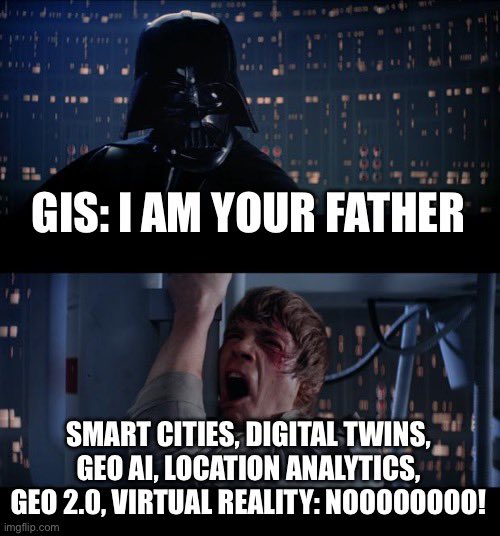 GIS: I AM YOUR FATHER
SMART CITIES, DIGITAL TWINS,
GEO AI, LOCATION ANALYTICS,
GEO 2.0, VIRTUAL REALITY: NOOOOOOOO!
imgflip.com